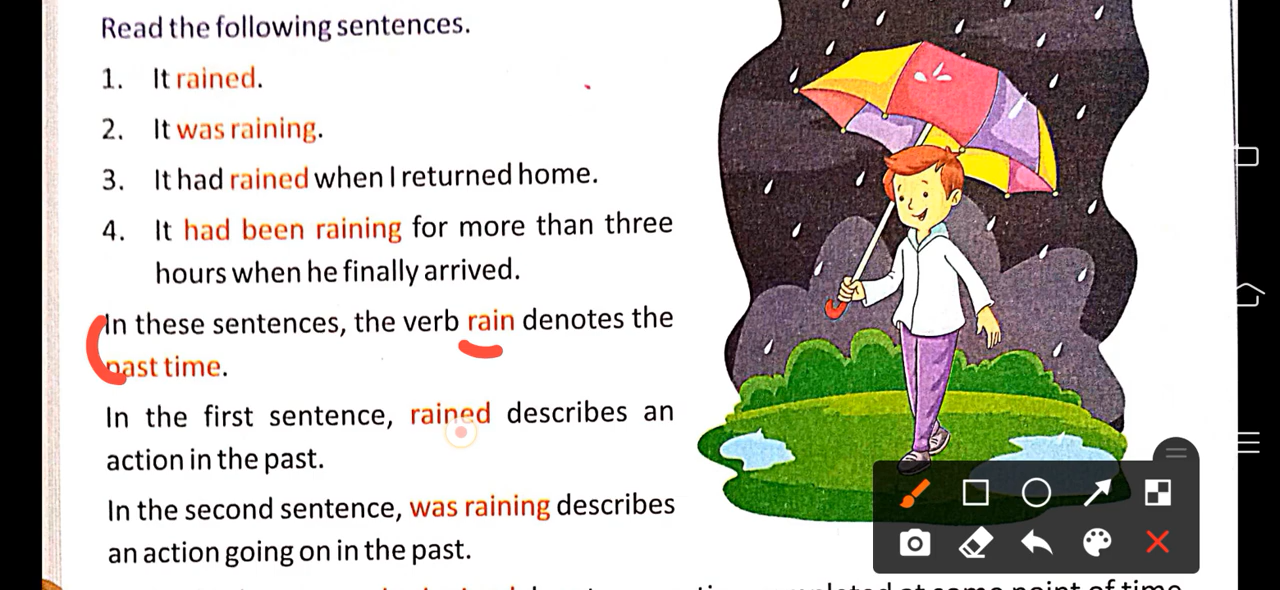 Read the following sentences.
1. It rained.
2. It was raining.
3. It had rained when I returned home.
4. It had been raining for more than three
hours when he finally arrived.
In these sentences, the verb rain denotes the
past time.
In the first sentence, rained describes an
action in the past.
In the second sentence, was raining describes
an action going on in the past.
point of time